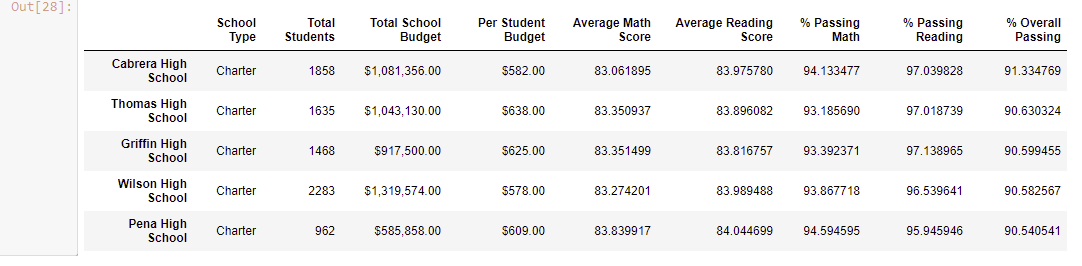 Out[28]:
School Type Total Students Total School Budget Per Student Budget Average Math Score Average Reading Score % Passing Math % Passing Reading % Overall Passing
Cabrera High School Charter 1858 $1,081,356.00 $582.00 83.061895 83.975780 94.133477 97.039828 91.334769
Thomas High School Charter 1635 $1,043,130.00 $638.00 83.350937 83.896082 93.185690 97.018739 90.630324
Griffin High School Charter 1468 $917,500.00 $625.00 83.351499 83.816757 93.392371 97.138965 90.599455
Wilson High School Charter 2283 $1,319,574.00 $578.00 83.274201 83.989488 93.867718 96.539641 90.582567
Pena High School Charter 962 $585,858.00 $609.00 83.839917 84.044699 94.594595 95.945946 90.540541